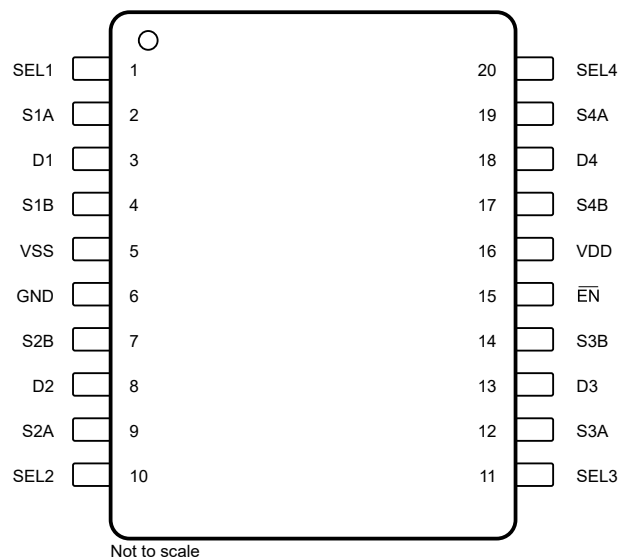 SEL1 1 20 SEL4
S1A 2 19 S4A
D1 3 18 D4
S1B 4 17 S4B
VSS 5 16 VDD
GND 6 15 E̅N̅
S2B 7 14 S3B
D2 8 13 D3
S2A 9 12 S3A
SEL2 10 11 SEL3
Not to scale